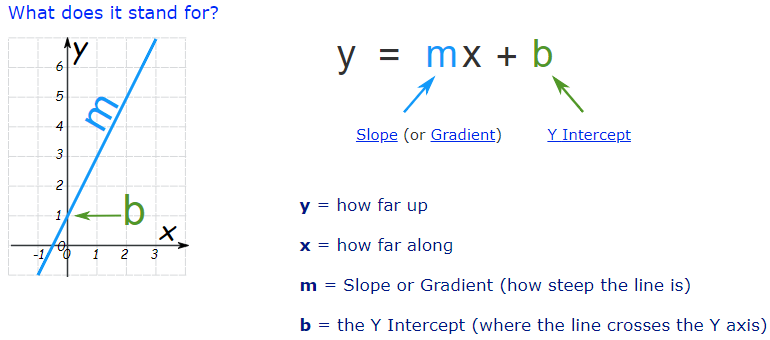 What does it stand for?
y
6
5
4
3
2
1
0
-1 0 1 2 3
m
b
x
y = mx + b
Slope (or Gradient) Y Intercept
y = how far up
x = how far along
m = Slope or Gradient (how steep the line is)
b = the Y Intercept (where the line crosses the Y axis)